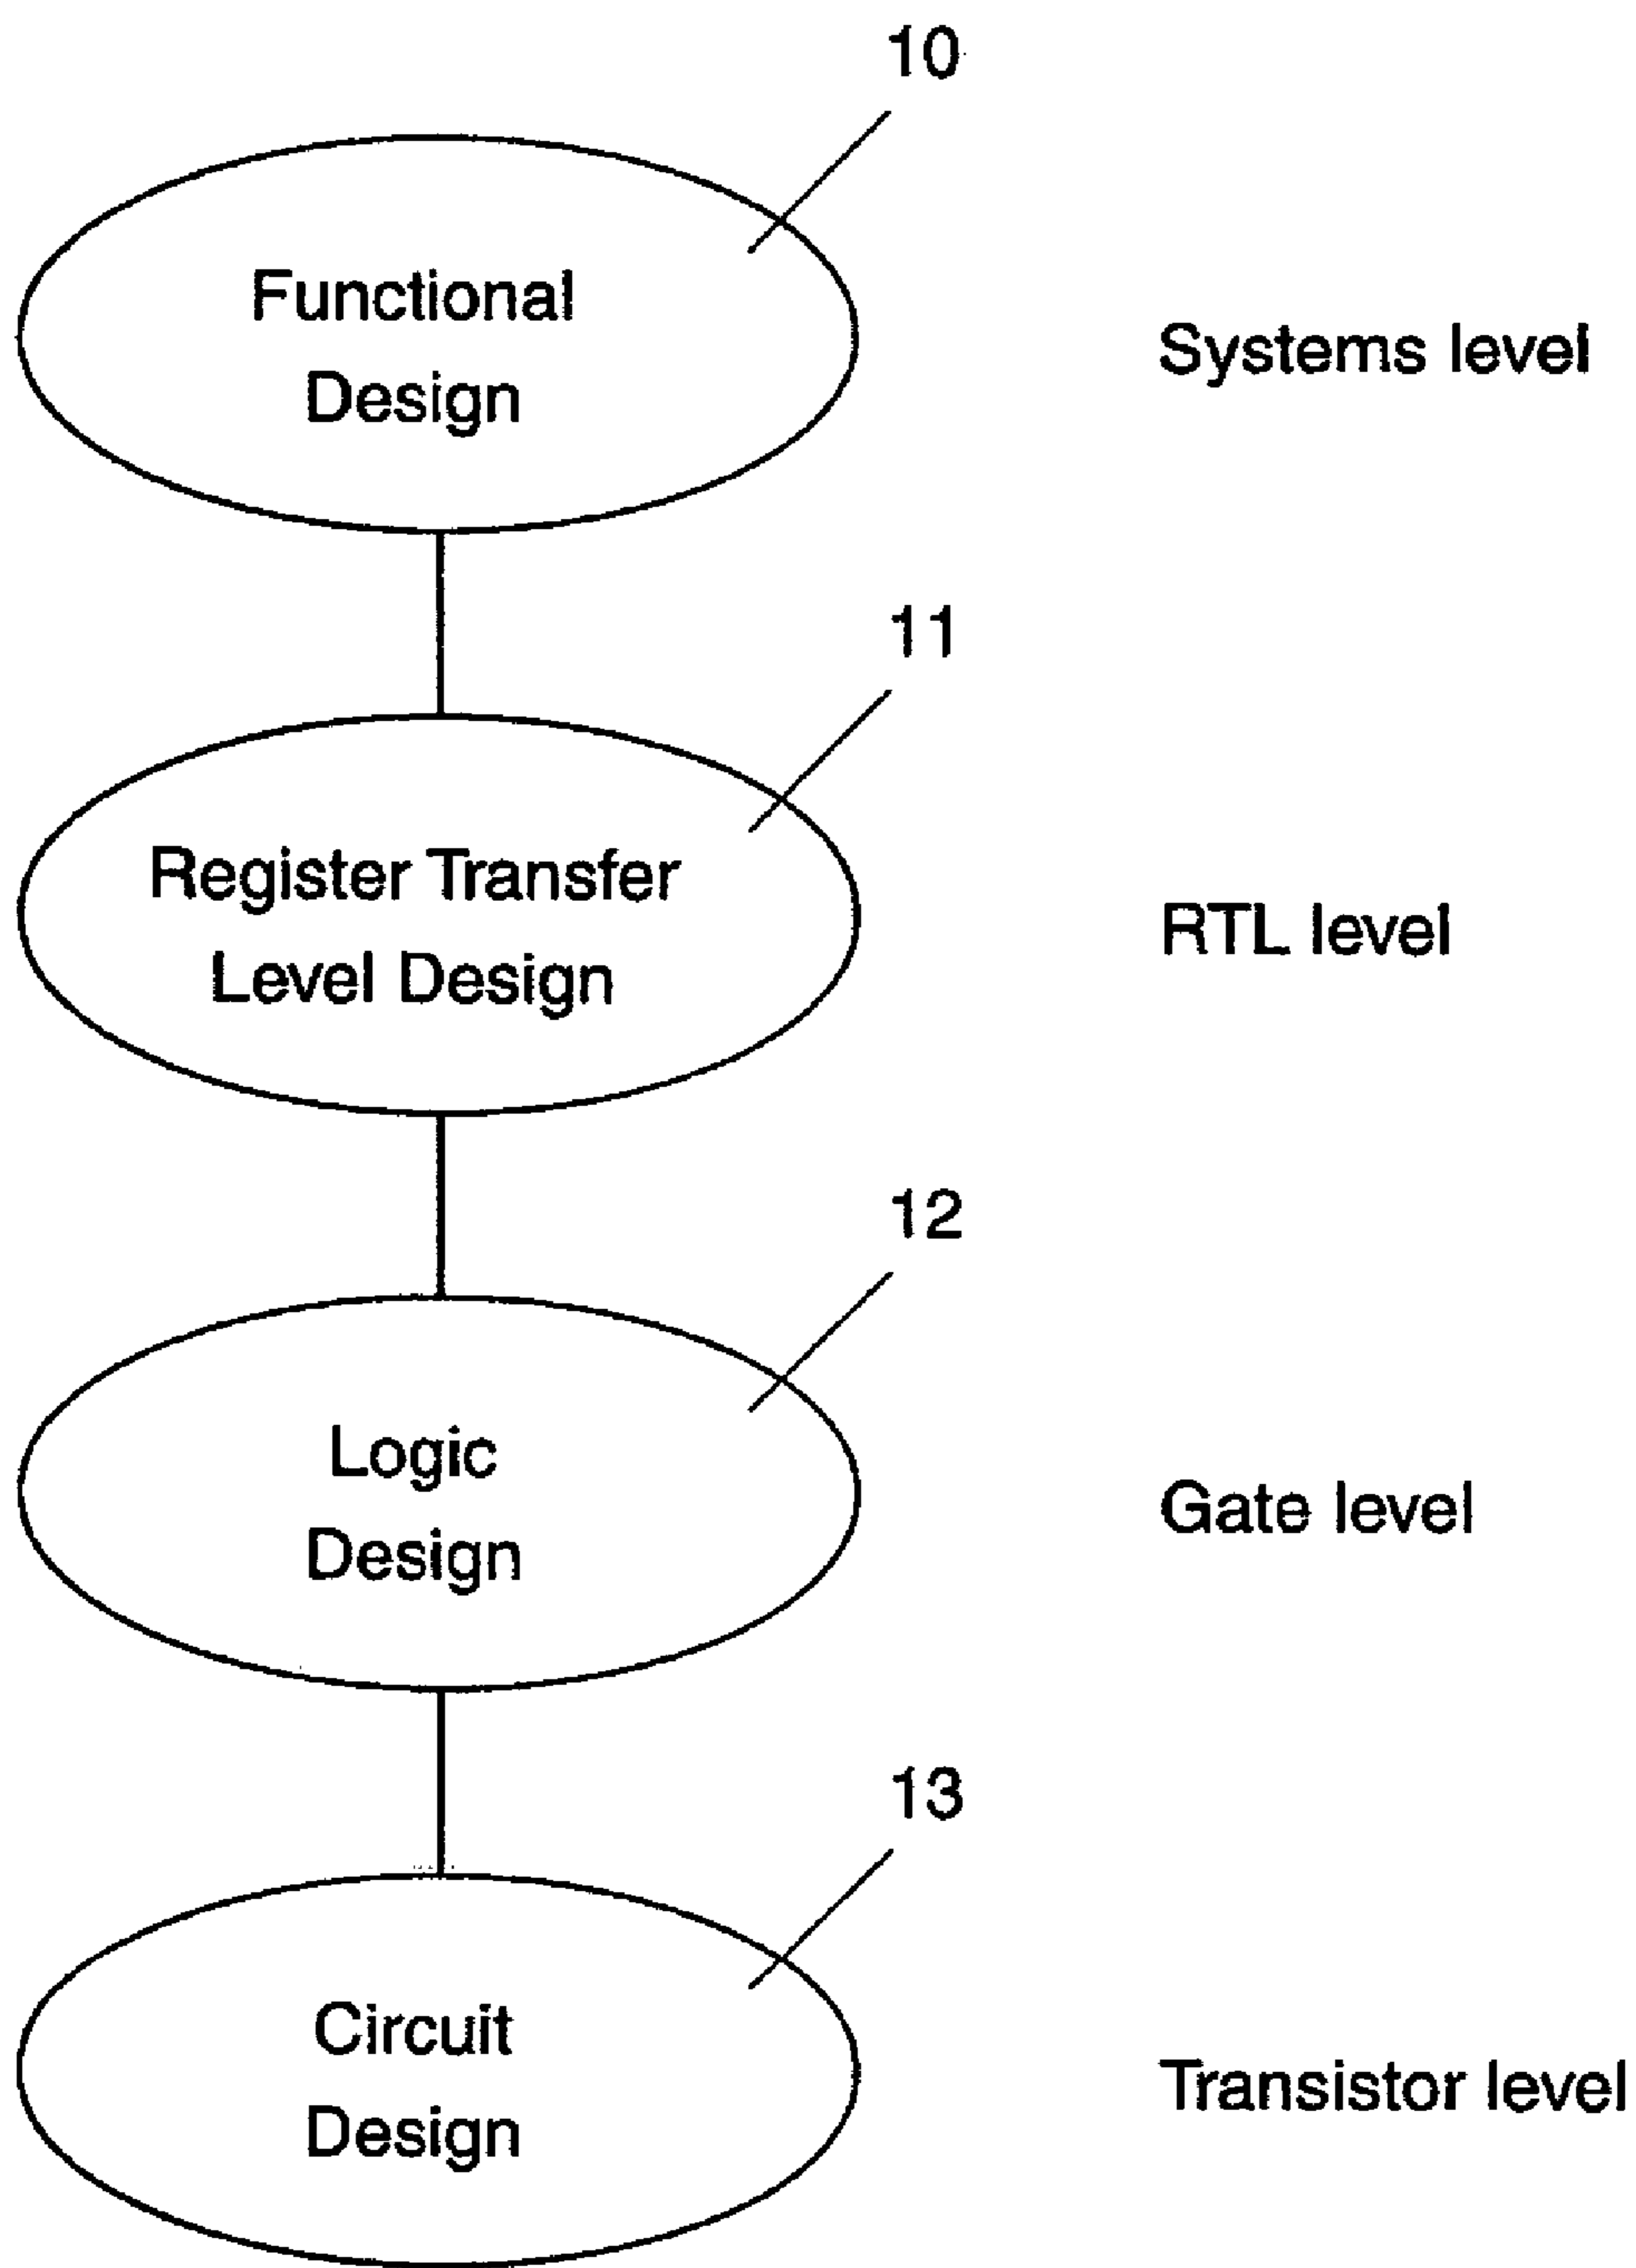 10
Functional
Design
Systems level
11
Register Transfer
Level Design
RTL level
12
Logic
Design
Gate level
13
Circuit
Design
Transistor level